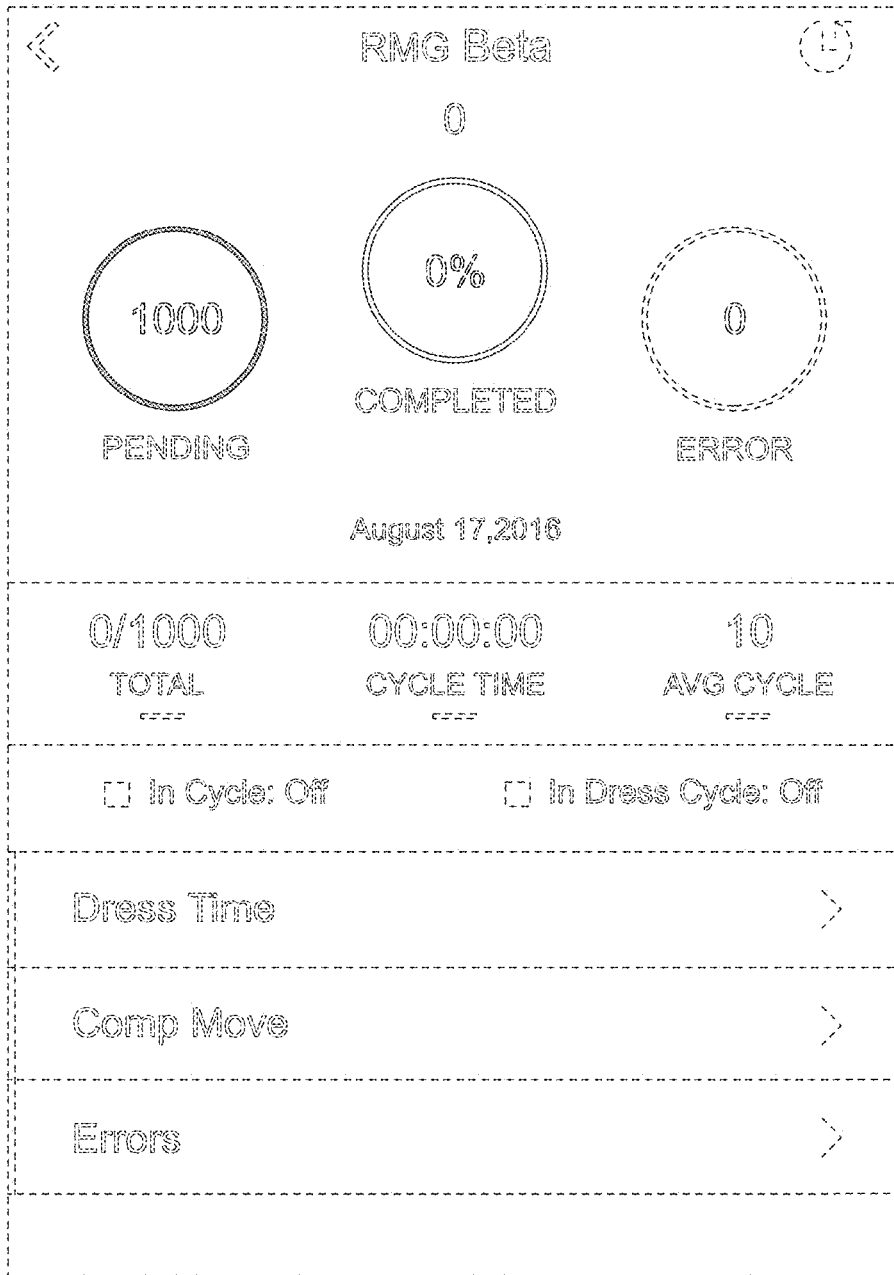 RMG Beta
0
1000
0%
0
PENDING
COMPLETED
ERROR
August 17,2016
0/1000
00:00:00
10
TOTAL
CYCLE TIME
AVG CYCLE
In Cycle: Off
In Dress Cycle: Off
Dress Time
Comp Move
Errors